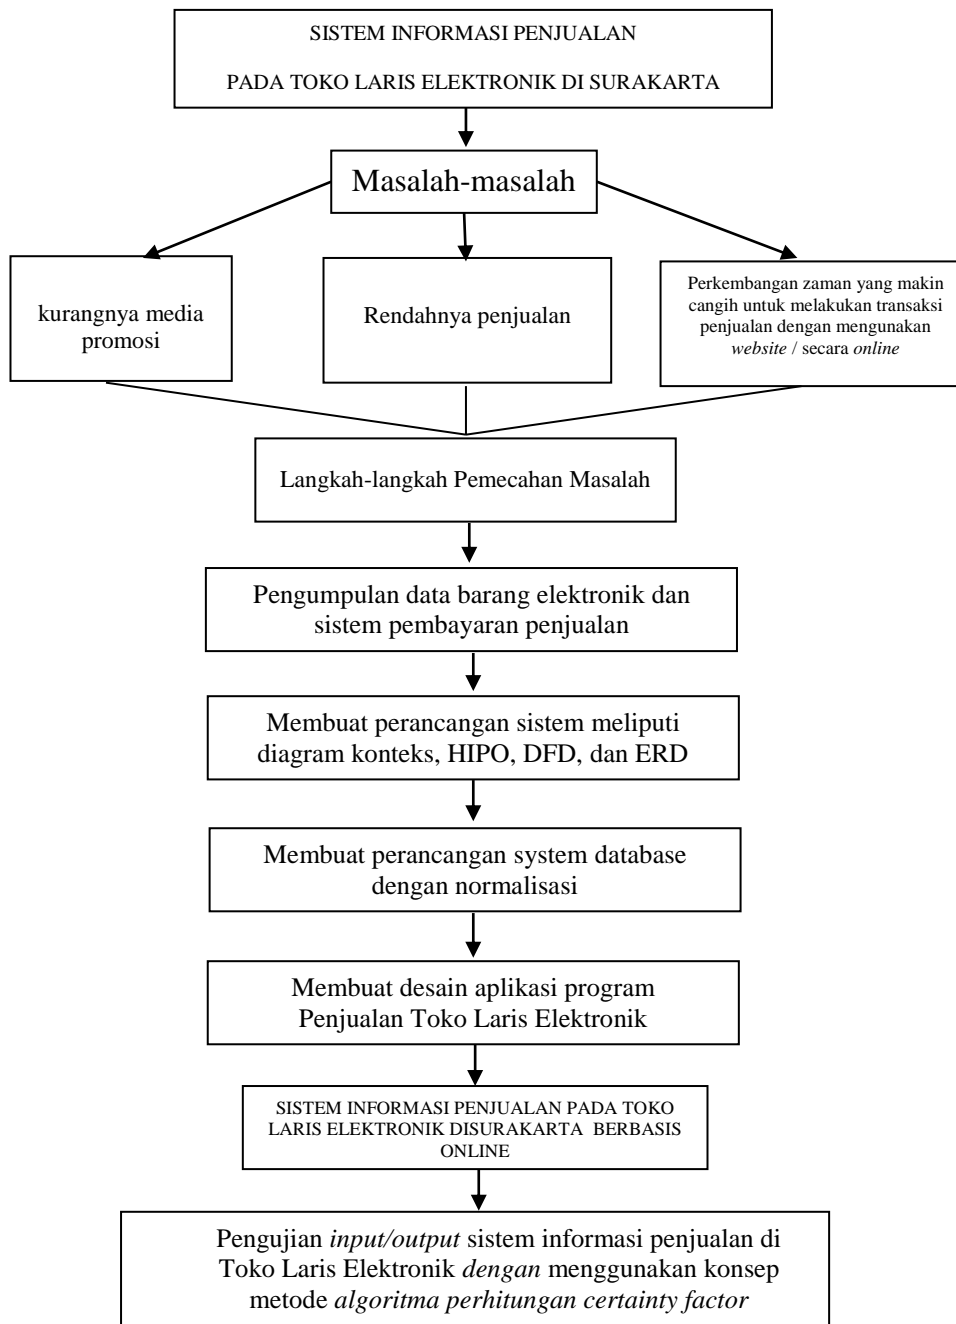 SISTEM INFORMASI PENJUALAN
PADA TOKO LARIS ELEKTRONIK DI SURAKARTA
Masalah-masalah
kurangnya media
promosi
Rendahnya penjualan
Perkembangan zaman yang makin
cangih untuk melakukan transaksi
penjualan dengan mengunakan
website / secara online
Langkah-langkah Pemecahan Masalah
Pengumpulan data barang elektronik dan
sistem pembayaran penjualan
Membuat perancangan sistem meliputi
diagram konteks, HIPO, DFD, dan ERD
Membuat perancangan system database
dengan normalisasi
Membuat desain aplikasi program
Penjualan Toko Laris Elektronik
SISTEM INFORMASI PENJUALAN PADA TOKO
LARIS ELEKTRONIK DISURAKARTA BERBASIS
ONLINE
Pengujian input/output sistem informasi penjualan di
Toko Laris Elektronik dengan menggunakan konsep
metode algoritma perhitungan certainty factor